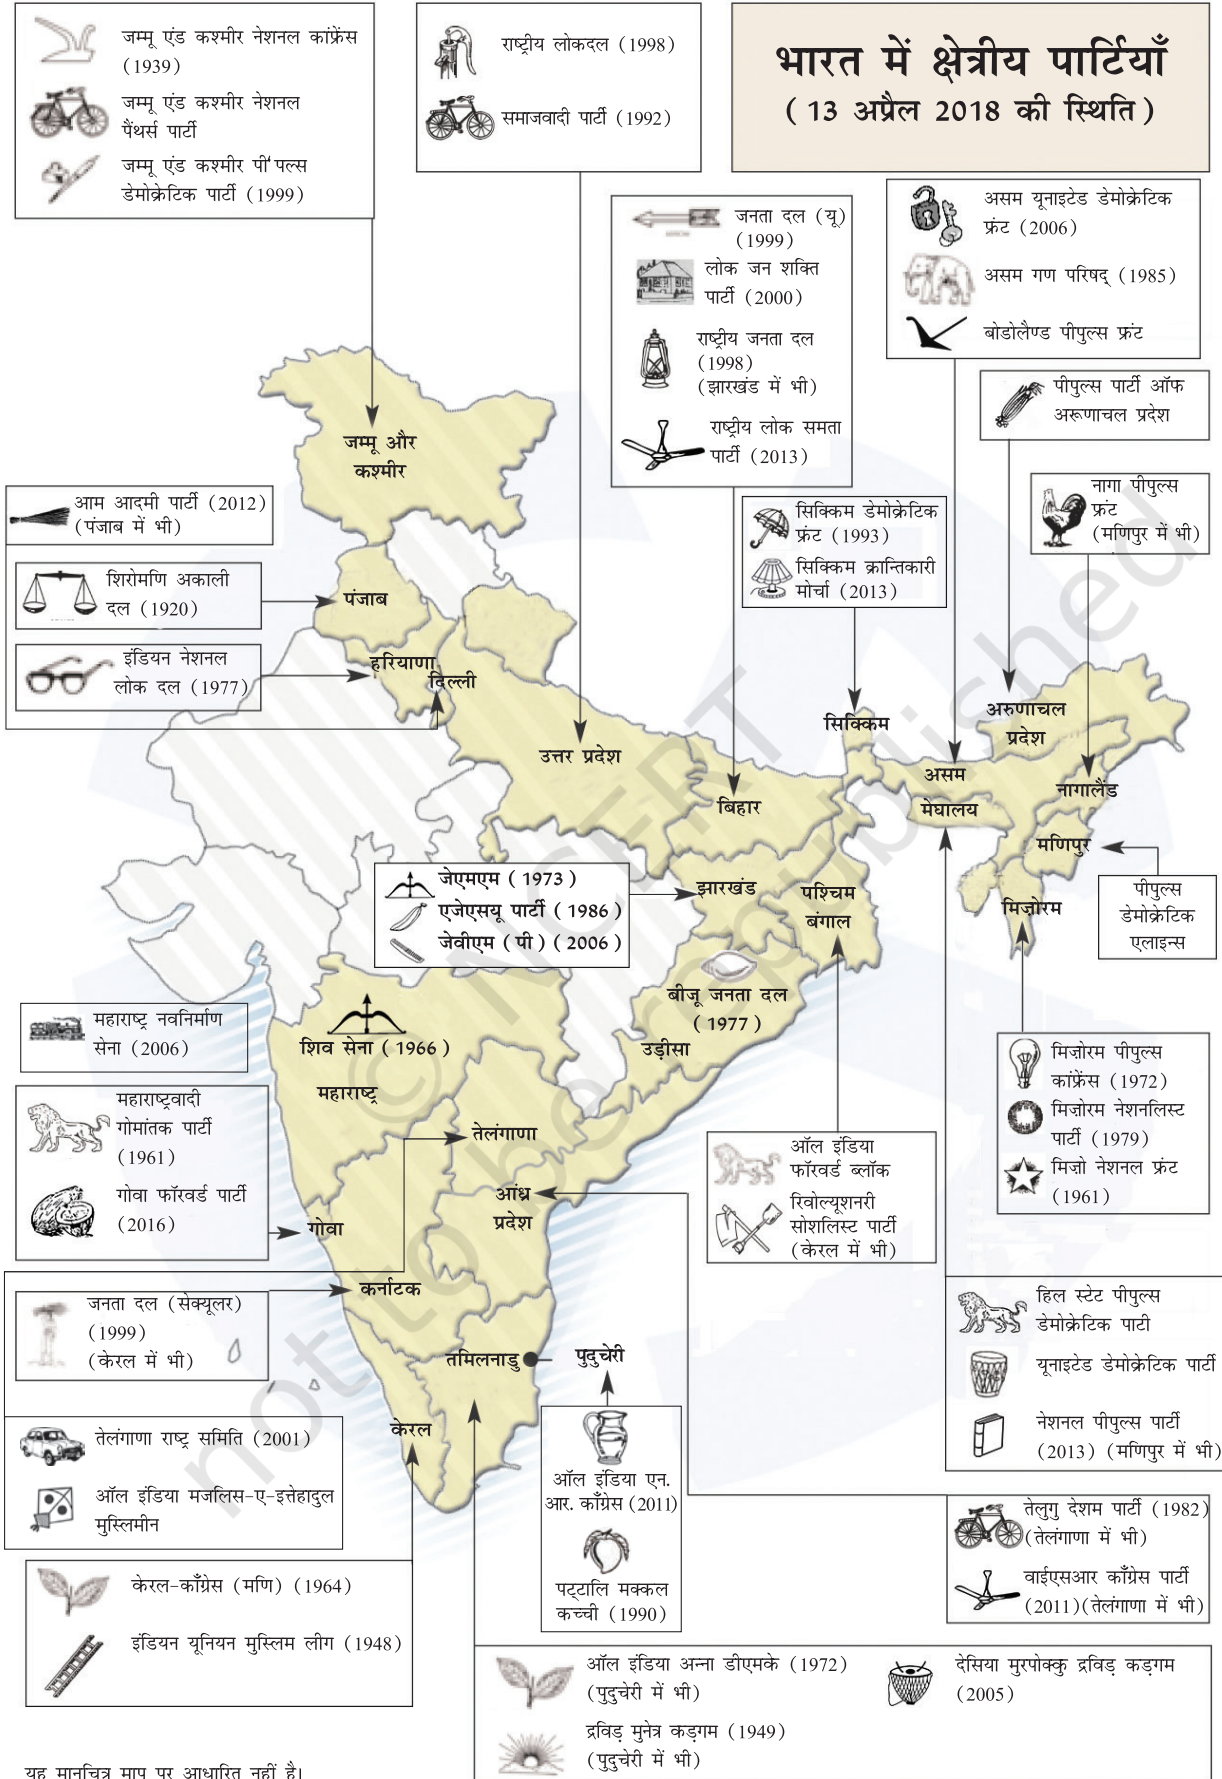 भारत में क्षेत्रीय पार्टियाँ
( 13 अप्रैल 2018 की स्थिति )
जम्मू एंड कश्मीर नेशनल कांफ्रेंस
(1939)
जम्मू एंड कश्मीर नेशनल
पैंथर्स पार्टी
जम्मू एंड कश्मीर पी'पल्स
डेमोक्रेटिक पार्टी (1999)
राष्ट्रीय लोकदल (1998)
समाजवादी पार्टी (1992)
जनता दल (यू)
(1999)
लोक जन शक्ति
पार्टी (2000)
राष्ट्रीय जनता दल
(1998)
(झारखंड में भी)
राष्ट्रीय लोक समता
पार्टी (2013)
असम यूनाइटेड डेमोक्रेटिक
फ्रंट (2006)
असम गण परिषद् (1985)
बोडोलैण्ड पीपुल्स फ्रंट
पीपुल्स पार्टी ऑफ
अरूणाचल प्रदेश
नागा पीपुल्स
फ्रंट
(मणिपुर में भी)
सिक्किम डेमोक्रेटिक
फ्रंट (1993)
सिक्किम क्रान्तिकारी
मोर्चा (2013)
आम आदमी पार्टी (2012)
(पंजाब में भी)
शिरोमणि अकाली
दल (1920)
इंडियन नेशनल
लोक दल (1977)
जम्मू और
कश्मीर
पंजाब
हरियाणा
दिल्ली
उत्तर प्रदेश
बिहार
सिक्किम
अरुणाचल
प्रदेश
असम
मेघालय
नागालैंड
मणिपुर
मिज़ोरम
पीपुल्स
डेमोक्रेटिक
एलाइन्स
जेएमएम ( 1973 )
एजेएसयू पार्टी ( 1986 )
जेवीएम ( पी ) ( 2006 )
झारखंड
पश्चिम
बंगाल
बीजू जनता दल
( 1977 )
उड़ीसा
शिव सेना ( 1966 )
महाराष्ट्र
तेलंगाणा
आंध्र
प्रदेश
गोवा
कर्नाटक
तमिलनाडु
पुदुचेरी
केरल
महाराष्ट्र नवनिर्माण
सेना (2006)
महाराष्ट्रवादी
गोमांतक पार्टी
(1961)
गोवा फॉरवर्ड पार्टी
(2016)
जनता दल (सेक्यूलर)
(1999)
(केरल में भी)
तेलंगाणा राष्ट्र समिति (2001)
ऑल इंडिया मजलिस-ए-इत्तेहादुल
मुस्लिमीन
केरल-काँग्रेस (मणि) (1964)
इंडियन यूनियन मुस्लिम लीग (1948)
ऑल इंडिया एन.
आर. काँग्रेस (2011)
पट्टालि मक्कल
कच्ची (1990)
ऑल इंडिया
फॉरवर्ड ब्लॉक
रिवोल्यूशनरी
सोशलिस्ट पार्टी
(केरल में भी)
मिज़ोरम पीपुल्स
कांफ्रेंस (1972)
मिज़ोरम नेशनलिस्ट
पार्टी (1979)
मिज़ो नेशनल फ्रंट
(1961)
हिल स्टेट पीपुल्स
डेमोक्रेटिक पाटी
यूनाइटेड डेमोक्रेटिक पार्टी
नेशनल पीपुल्स पार्टी
(2013) (मणिपुर में भी)
तेलुगु देशम पार्टी (1982)
(तेलंगाणा में भी)
वाईएसआर काँग्रेस पार्टी
(2011)(तेलंगाणा में भी)
ऑल इंडिया अन्ना डीएमके (1972)
(पुदुचेरी में भी)
द्रविड़ मुनेत्र कड़गम (1949)
(पुदुचेरी में भी)
देसिया मुरपोक्कु द्रविड़ कड़गम
(2005)
यह मानचित्र माप पर आधारित नहीं है।
© NCERT
not to be republished